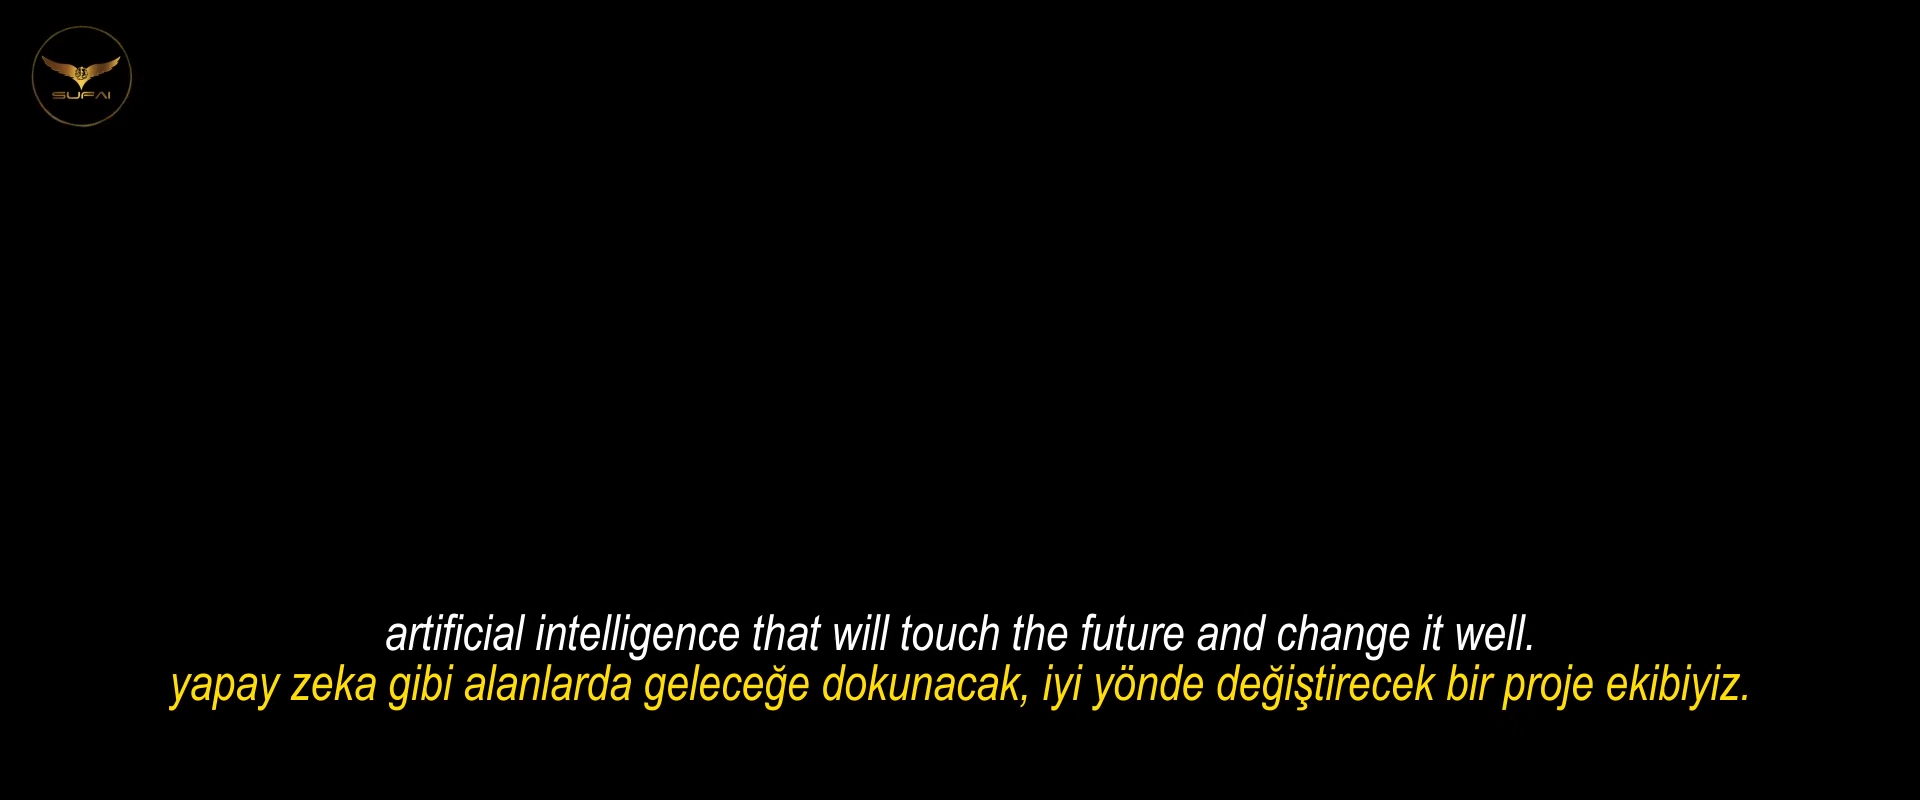 SUFAI
artificial intelligence that will touch the future and change it well.
yapay zeka gibi alanlarda geleceğe dokunacak, iyi yönde değiştirecek bir proje ekibiyiz.